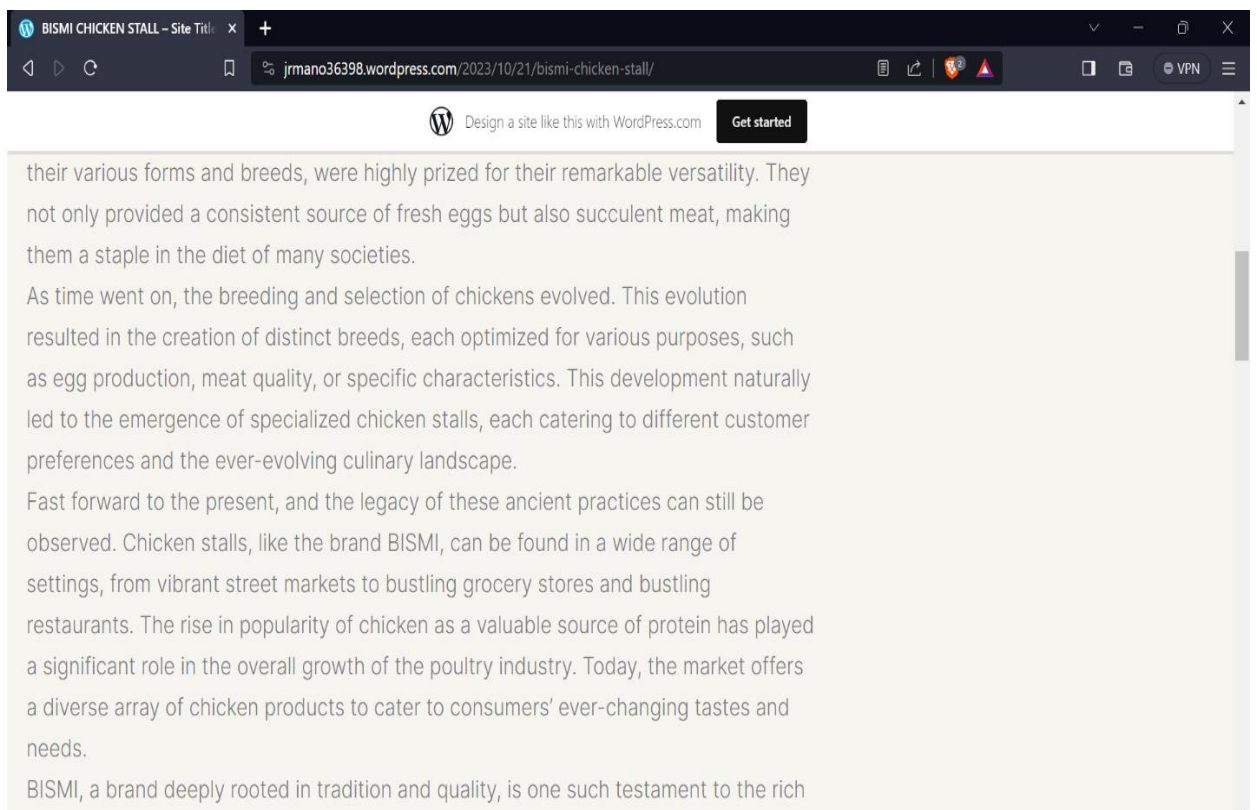 BISMI CHICKEN STALL – Site Title
jrmano36398.wordpress.com/2023/10/21/bismi-chicken-stall/
2
VPN
Design a site like this with WordPress.com
Get started
their various forms and breeds, were highly prized for their remarkable versatility. They
not only provided a consistent source of fresh eggs but also succulent meat, making
them a staple in the diet of many societies.
As time went on, the breeding and selection of chickens evolved. This evolution
resulted in the creation of distinct breeds, each optimized for various purposes, such
as egg production, meat quality, or specific characteristics. This development naturally
led to the emergence of specialized chicken stalls, each catering to different customer
preferences and the ever-evolving culinary landscape.
Fast forward to the present, and the legacy of these ancient practices can still be
observed. Chicken stalls, like the brand BISMI, can be found in a wide range of
settings, from vibrant street markets to bustling grocery stores and bustling
restaurants. The rise in popularity of chicken as a valuable source of protein has played
a significant role in the overall growth of the poultry industry. Today, the market offers
a diverse array of chicken products to cater to consumers’ ever-changing tastes and
needs.
BISMI, a brand deeply rooted in tradition and quality, is one such testament to the rich